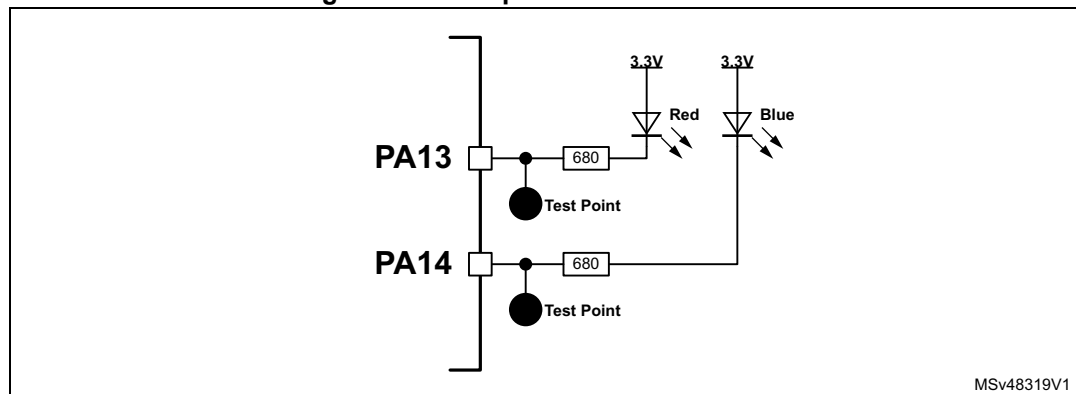 3.3V 3.3V
Red Blue
PA13 680
Test Point
PA14 680
Test Point
MSv48319V1